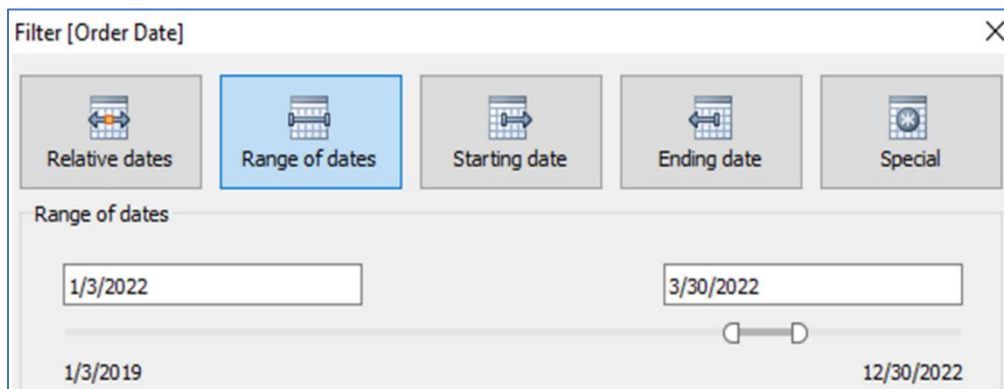 Filter [Order Date]
Relative dates Range of dates Starting date Ending date Special
Range of dates
1/3/2022 3/30/2022
1/3/2019 12/30/2022